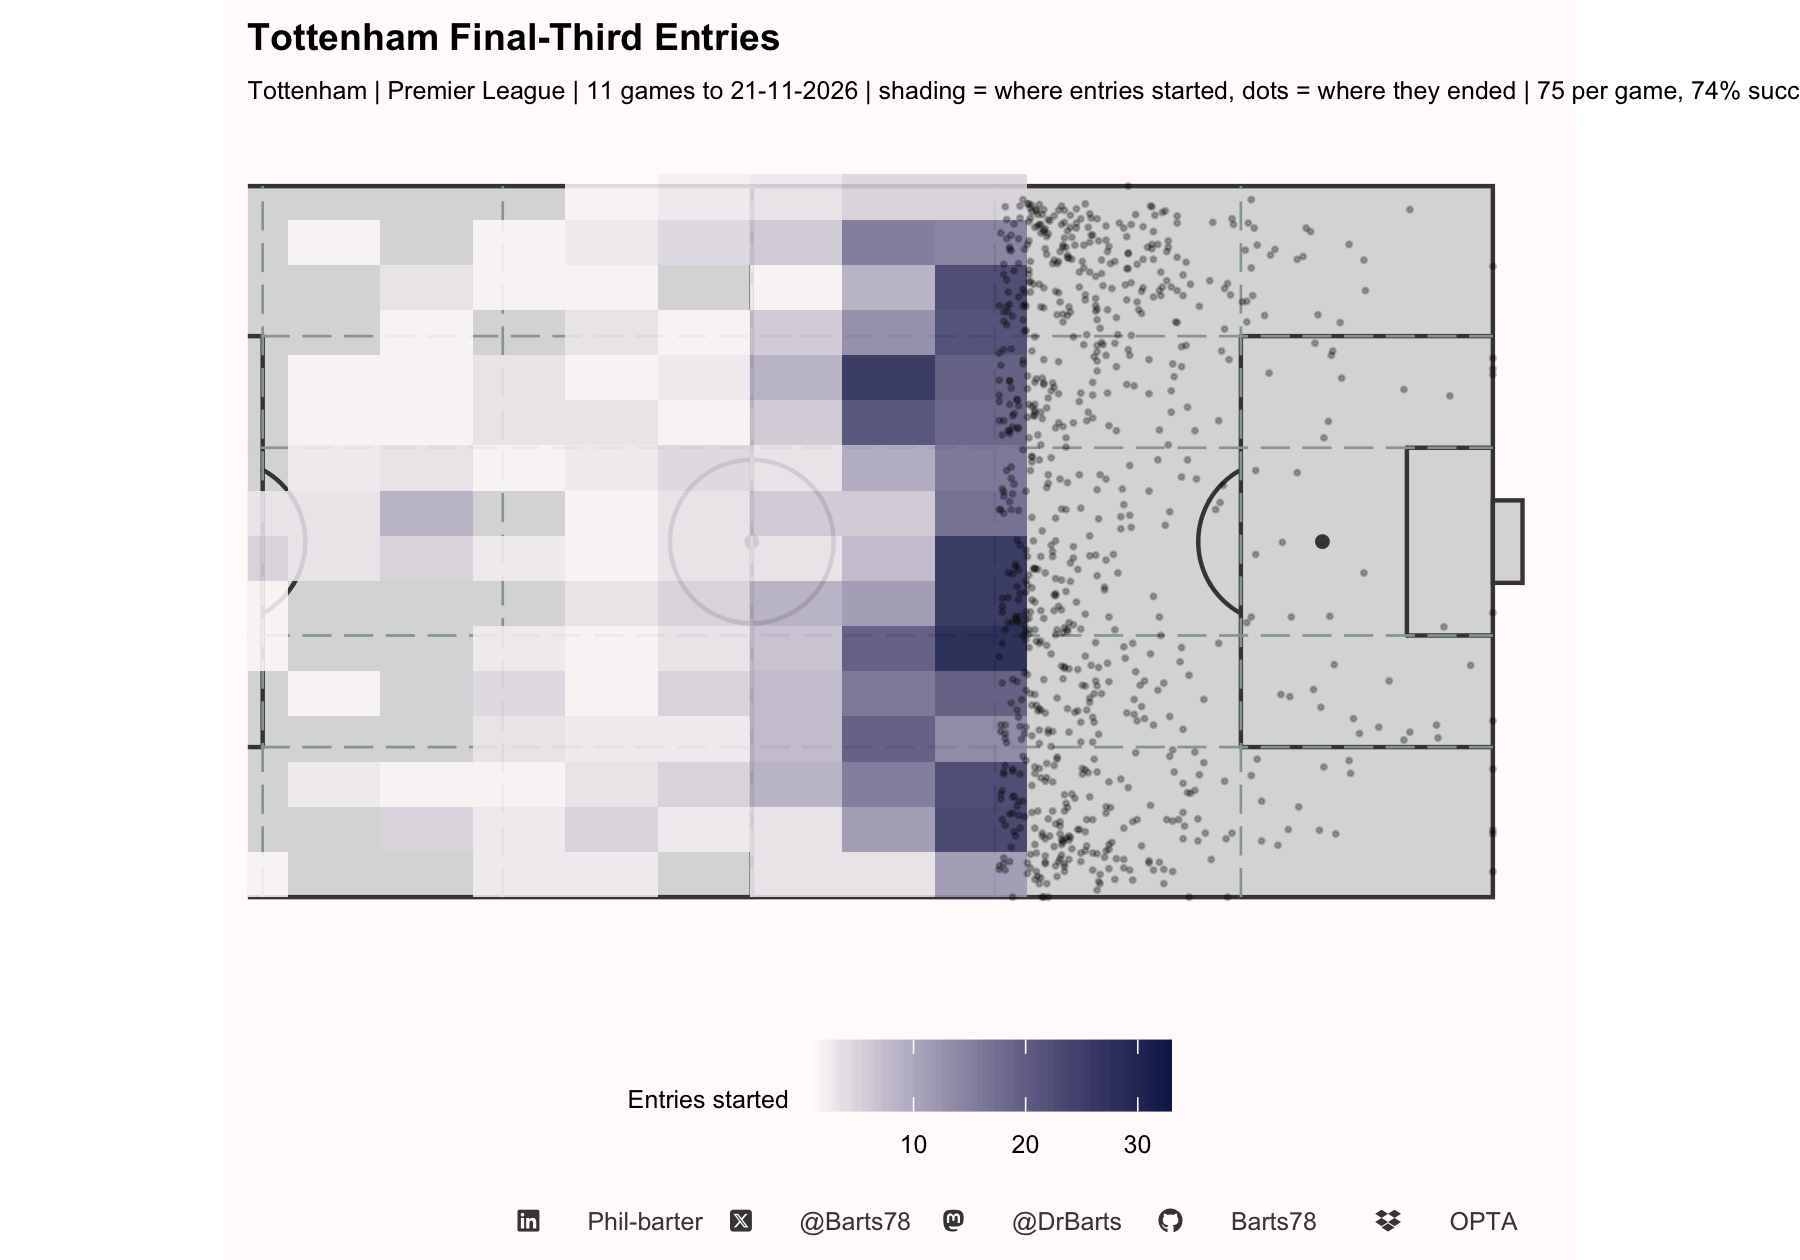 Tottenham Final-Third Entries
Tottenham | Premier League | 11 games to 21-11-2026 | shading = where entries started, dots = where they ended | 75 per game, 74% succ
Entries started
10 20 30
Phil-barter @Barts78 @DrBarts Barts78 OPTA